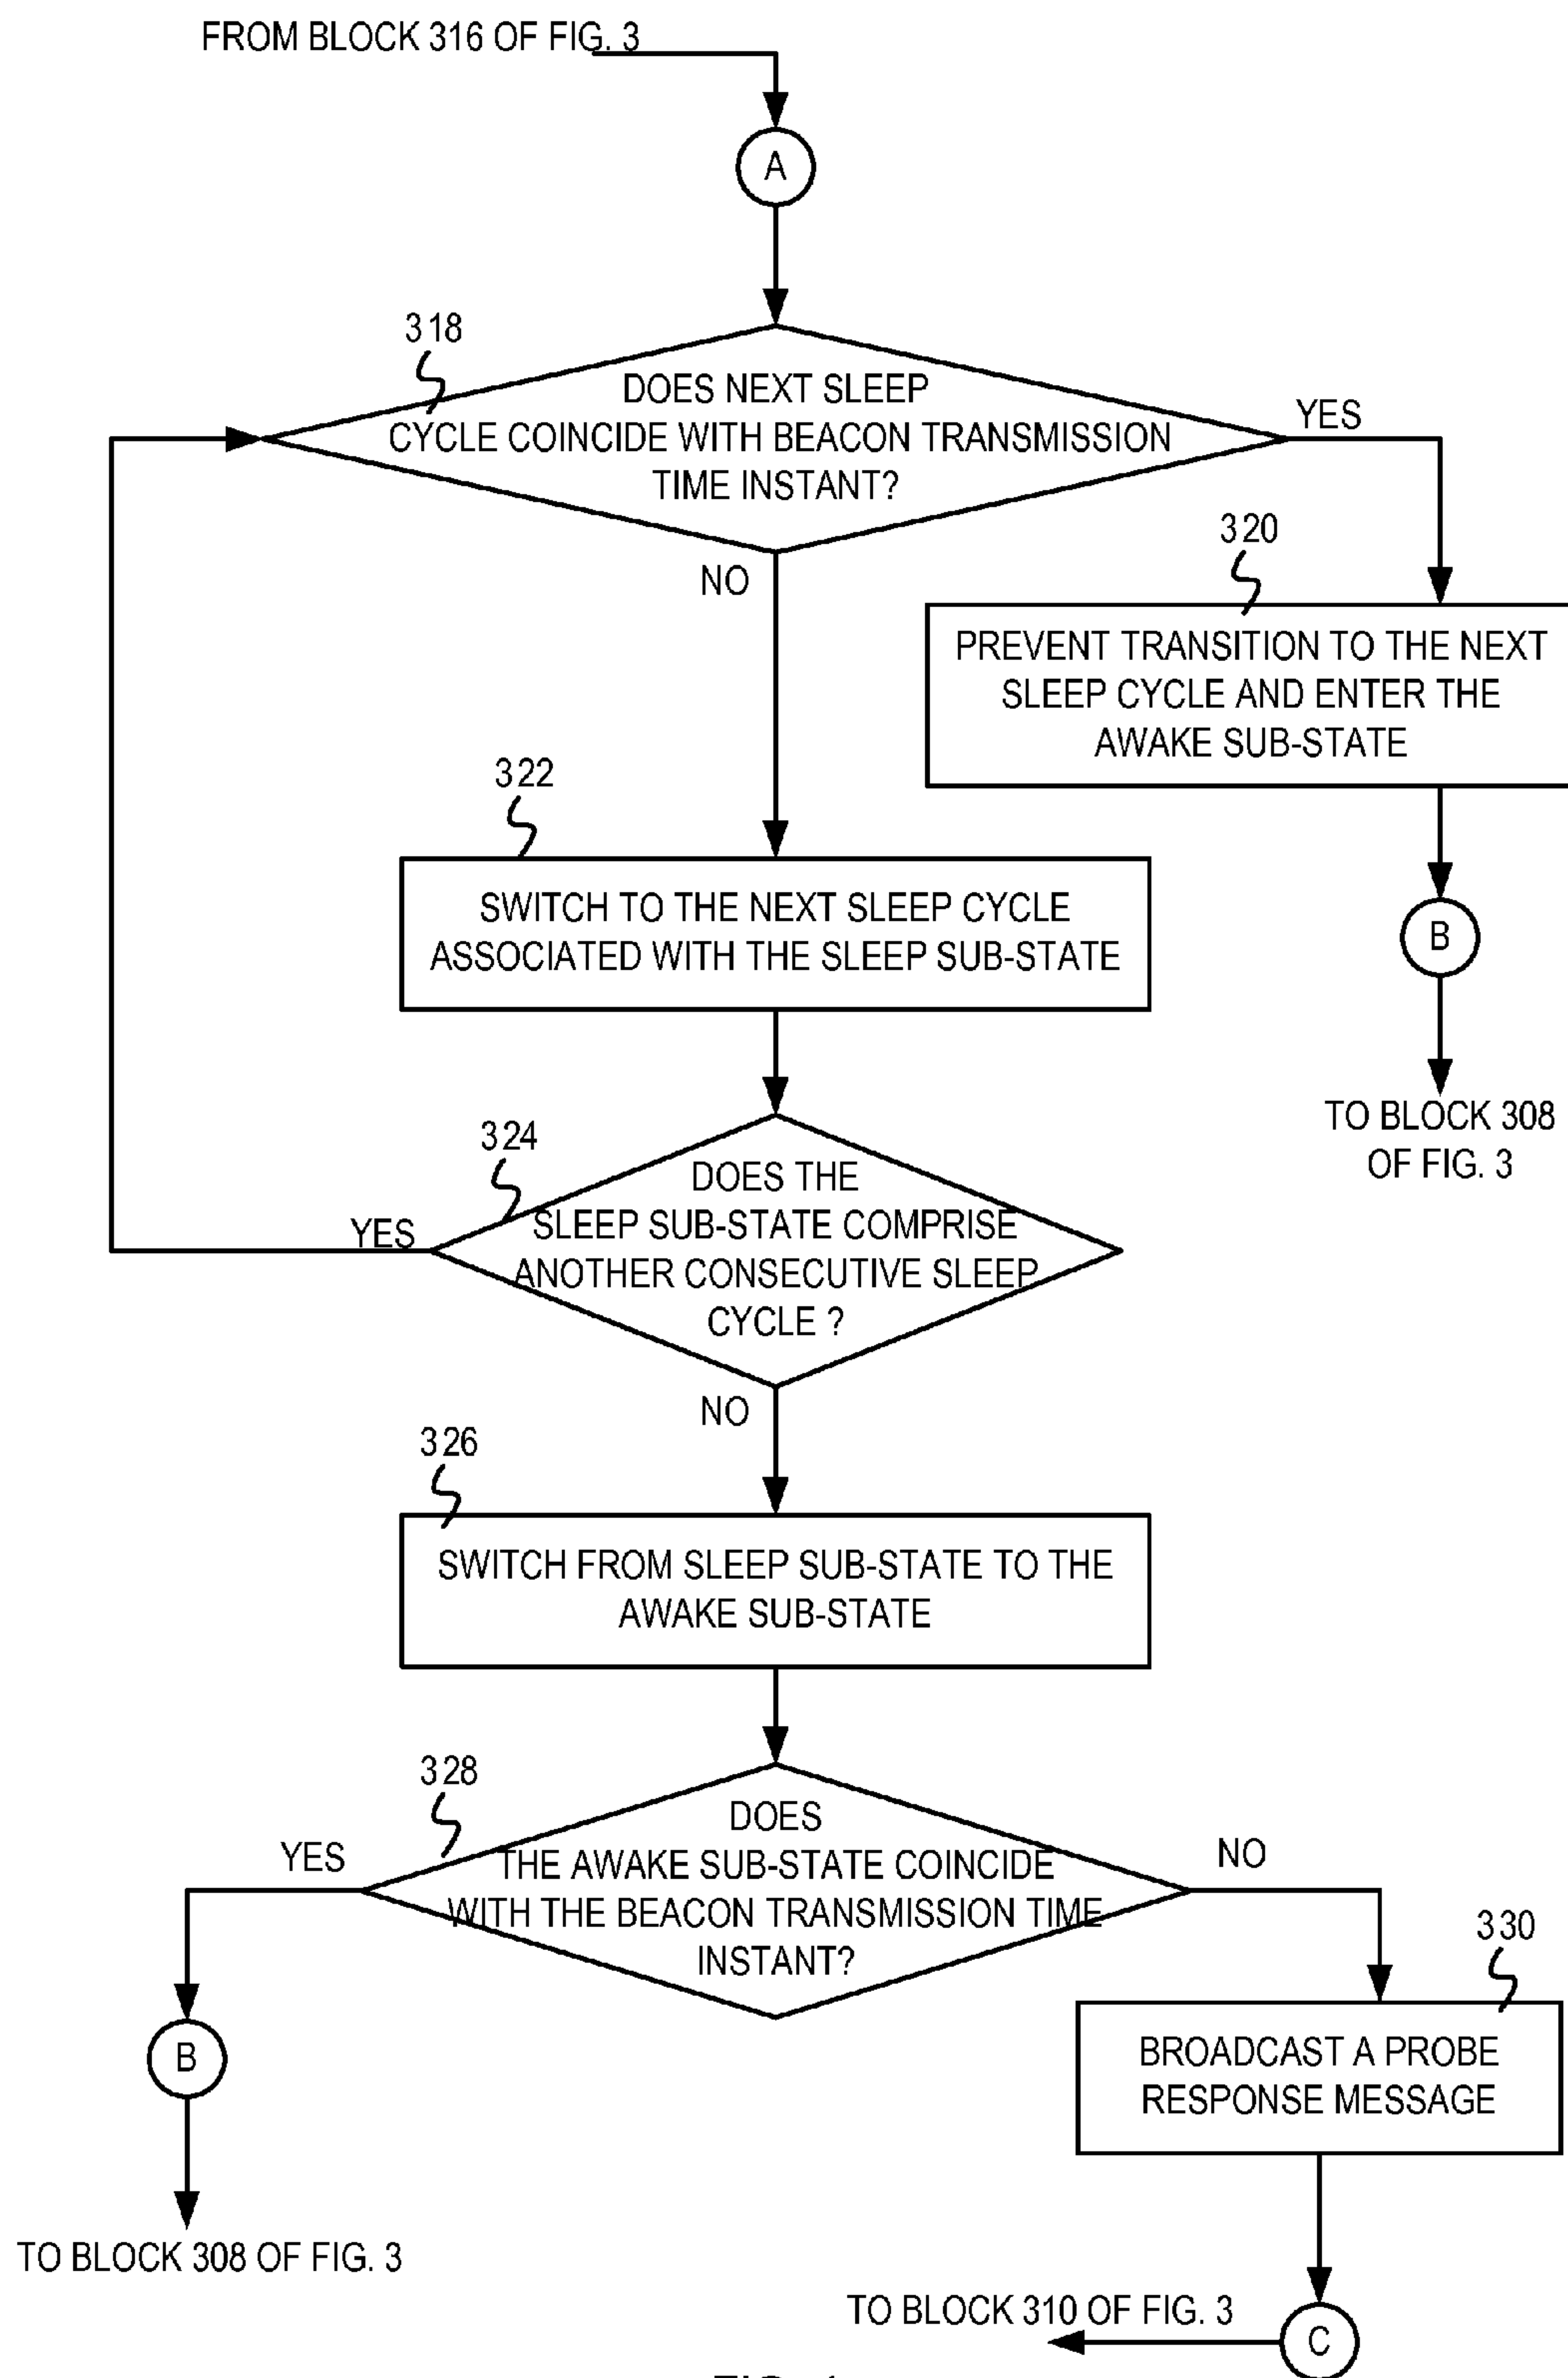 FROM BLOCK 316 OF FIG. 3
A
318
DOES NEXT SLEEP
CYCLE COINCIDE WITH BEACON TRANSMISSION
TIME INSTANT?
YES
NO
320
PREVENT TRANSITION TO THE NEXT
SLEEP CYCLE AND ENTER THE
AWAKE SUB-STATE
B
TO BLOCK 308
OF FIG. 3
322
SWITCH TO THE NEXT SLEEP CYCLE
ASSOCIATED WITH THE SLEEP SUB-STATE
324
DOES THE
SLEEP SUB-STATE COMPRISE
ANOTHER CONSECUTIVE SLEEP
CYCLE ?
YES
NO
326
SWITCH FROM SLEEP SUB-STATE TO THE
AWAKE SUB-STATE
328
DOES
THE AWAKE SUB-STATE COINCIDE
WITH THE BEACON TRANSMISSION TIME
INSTANT?
YES
NO
B
TO BLOCK 308 OF FIG. 3
330
BROADCAST A PROBE
RESPONSE MESSAGE
TO BLOCK 310 OF FIG. 3
C